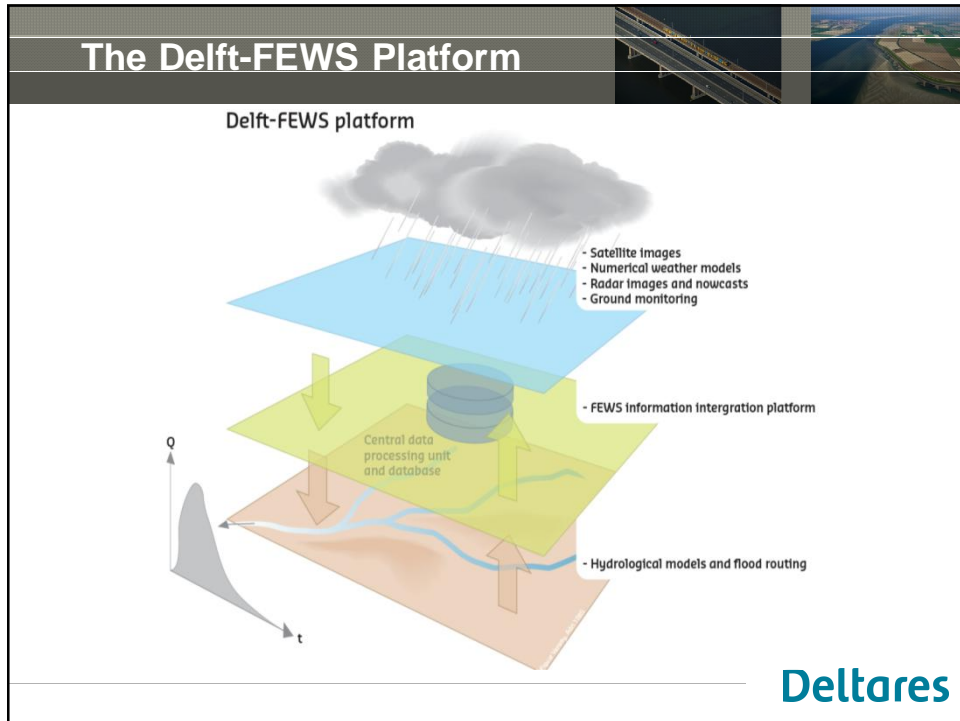 The Delft-FEWS Platform
Delft-FEWS platform
- Satellite images
- Numerical weather models
- Radar images and nowcasts
- Ground monitoring
- FEWS information intergration platform
Central data
processing unit
and database
Q
- Hydrological models and flood routing
t
Deltares